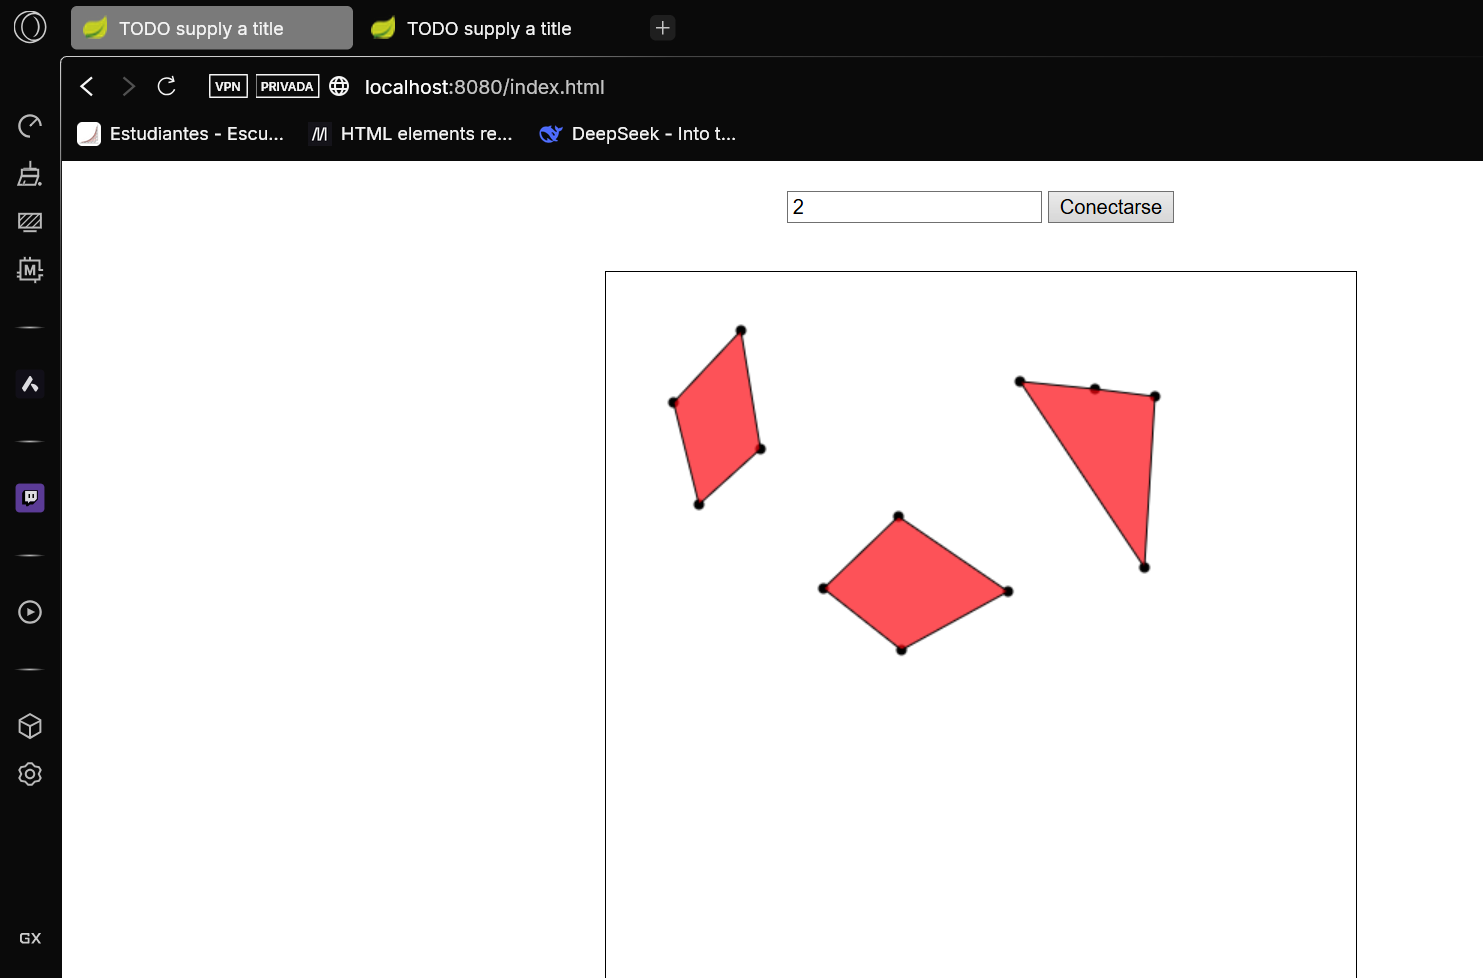 TODO supply a title
TODO supply a title
VPN PRIVADA localhost:8080/index.html
Estudiantes - Escu...
HTML elements re...
DeepSeek - Into t...
2
Conectarse
M
GX